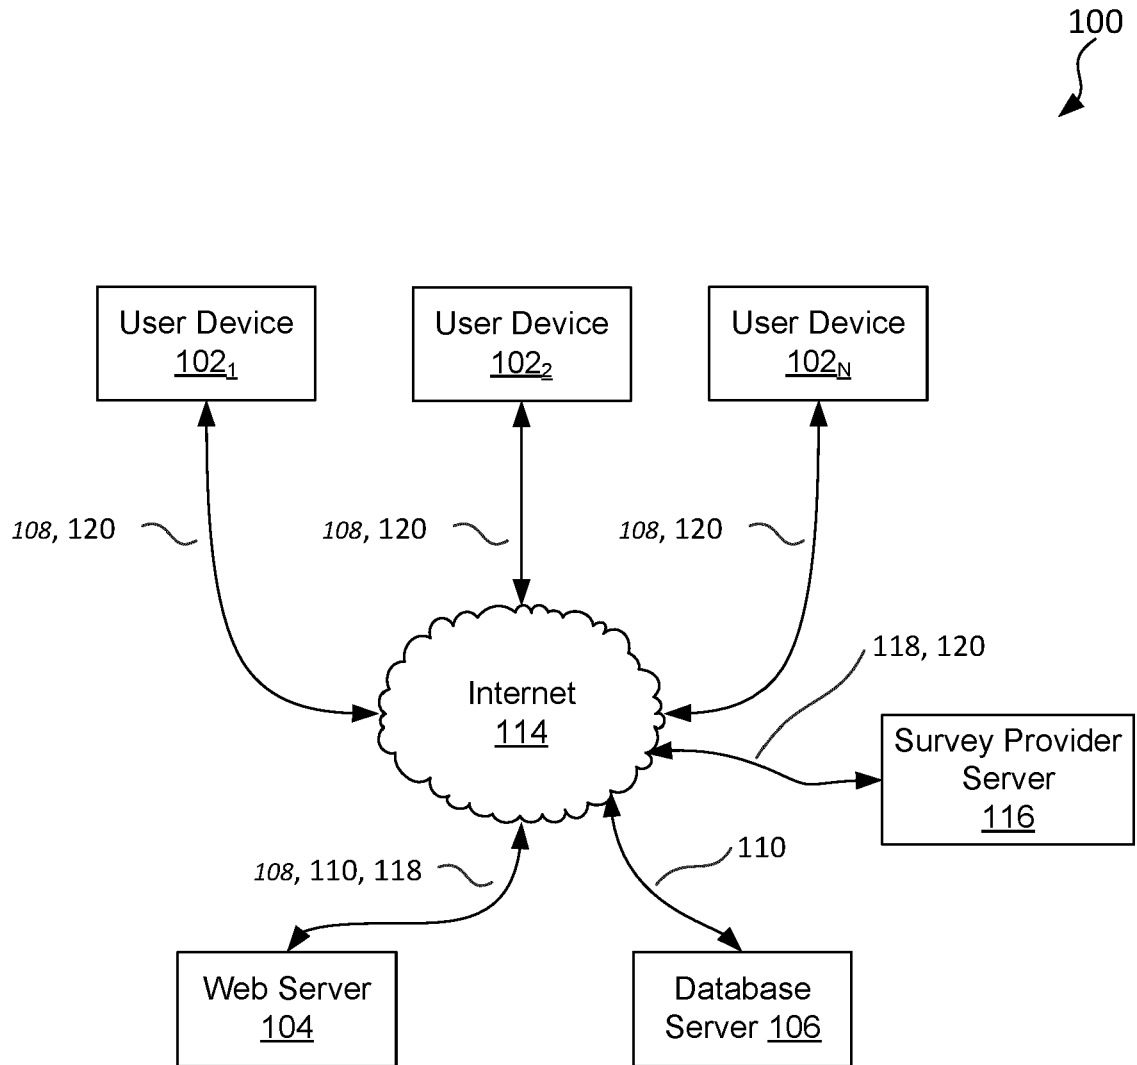 100
User Device
102₁
User Device
102₂
User Device
102N
108, 120
108, 120
108, 120
118, 120
Internet
114
Survey Provider
Server
116
108, 110, 118
110
Web Server
104
Database
Server 106